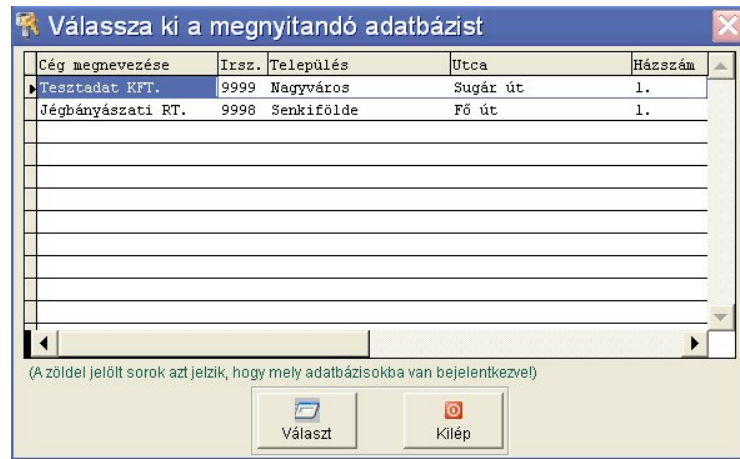 Válassza ki a megnyitandó adatbázist
Cég megnevezése Irsz. Település Utca Házszám
Tesztadat KFT. 9999 Nagyváros Sugár út 1.
Jégbányászati RT. 9998 Senkifölde Fő út 1.
(A zöldel jelölt sorok azt jelzik, hogy mely adatbázisokba van bejelentkezve!)
Választ Kilép